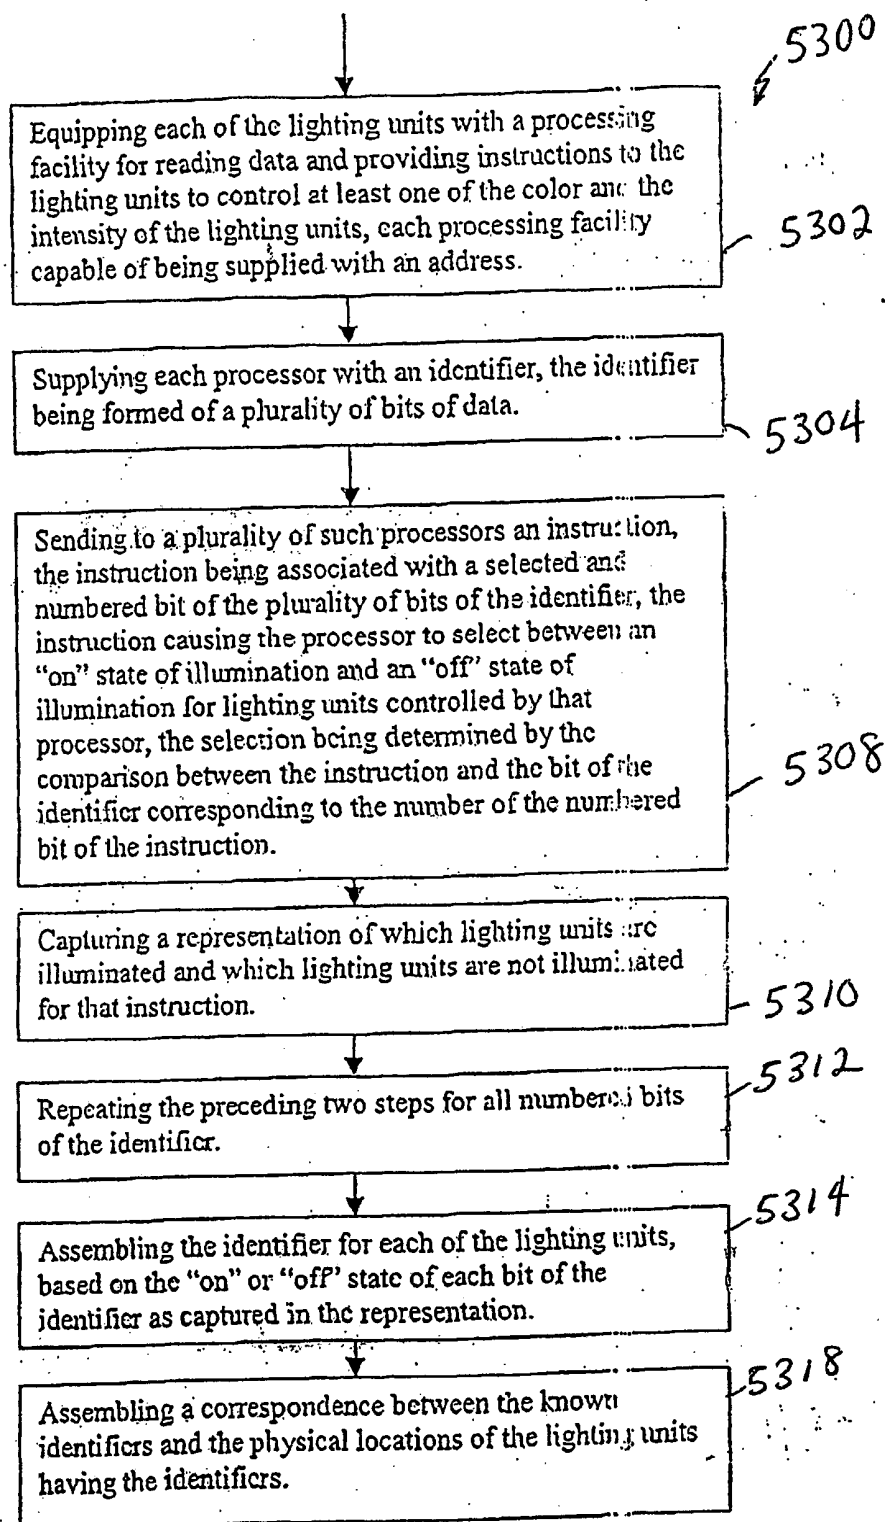 5300
Equipping each of the lighting units with a processing
facility for reading data and providing instructions to the
lighting units to control at least one of the color and the
intensity of the lighting units, each processing facility
capable of being supplied with an address.
5302
Supplying each processor with an identifier, the identifier
being formed of a plurality of bits of data.
5304
Sending to a plurality of such processors an instruction,
the instruction being associated with a selected and
numbered bit of the plurality of bits of the identifier, the
instruction causing the processor to select between an
“on” state of illumination and an “off” state of
illumination for lighting units controlled by that
processor, the selection being determined by the
comparison between the instruction and the bit of the
identifier corresponding to the number of the numbered
bit of the instruction.
5308
Capturing a representation of which lighting units are
illuminated and which lighting units are not illuminated
for that instruction.
5310
Repeating the preceding two steps for all numbered bits
of the identifier.
5312
Assembling the identifier for each of the lighting units,
based on the “on” or “off’ state of each bit of the
identifier as captured in the representation.
5314
Assembling a correspondence between the known
identifiers and the physical locations of the lighting units
having the identifiers.
5318